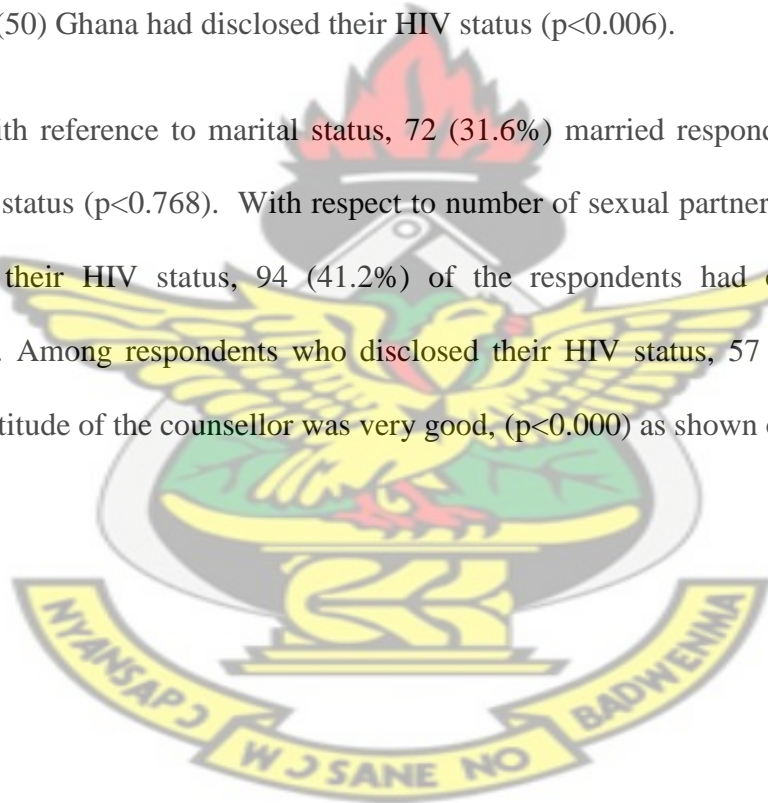 (50) Ghana had disclosed their HIV status (p<0.006).
ith reference to marital status, 72 (31.6%) married respond
status (p<0.768). With respect to number of sexual partner
their HIV status, 94 (41.2%) of the respondents had
. Among respondents who disclosed their HIV status, 57
titude of the counsellor was very good, (p<0.000) as shown
NYANSAPƆ
WƆSANE NO
BADWENMA